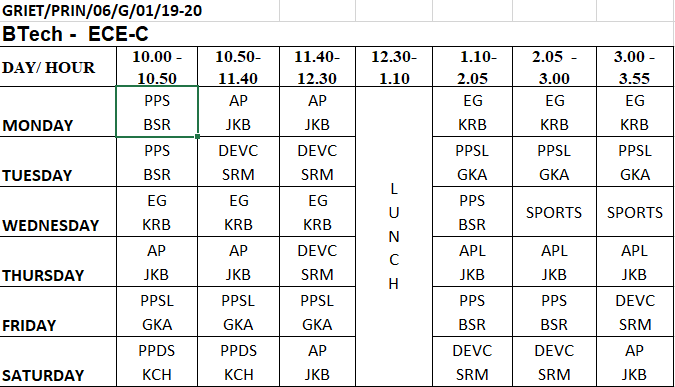 GRIET/PRIN/06/G/01/19-20
BTech - ECE-C
DAY/ HOUR 10.00 - 10.50 10.50- 11.40 11.40- 12.30 12.30- 1.10 1.10- 2.05 2.05 - 3.00 3.00 - 3.55
PPS AP AP EG EG EG
MONDAY BSR JKB JKB KRB KRB KRB
PPS DEVC DEVC PPSL PPSL PPSL
TUESDAY BSR SRM SRM GKA GKA GKA
EG EG EG PPS SPORTS SPORTS
WEDNESDAY KRB KRB KRB BSR
AP AP DEVC APL APL APL
THURSDAY JKB JKB SRM JKB JKB JKB
PPSL PPSL PPSL PPS PPS DEVC
FRIDAY GKA GKA GKA BSR BSR SRM
PPDS PPDS AP DEVC DEVC AP
SATURDAY KCH KCH JKB SRM SRM JKB
L
U
N
C
H